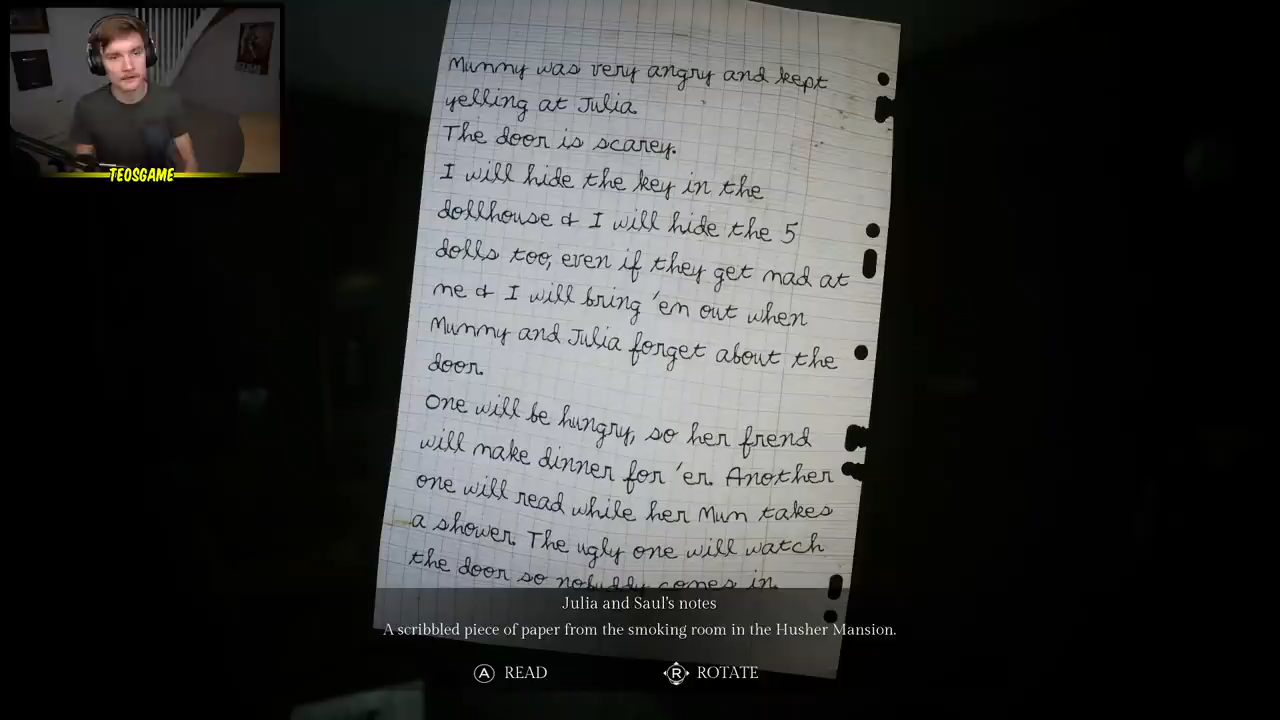 TEOSGAME
Mummy was very angry and kept
yelling at Julia.
The door is scarey.
I will hide the key in the
dollhouse & I will hide the 5
dolls too, even if they get mad at
me & I will bring 'em out when
Mummy and Julia forget about the
door.
One will be hungry, so her frend
will make dinner for 'er. Another
one will read while her Mum takes
a shower. The ugly one will watch
the door so nobuddy comes in.
Julia and Saul's notes
A scribbled piece of paper from the smoking room in the Husher Mansion.
A READ
R ROTATE